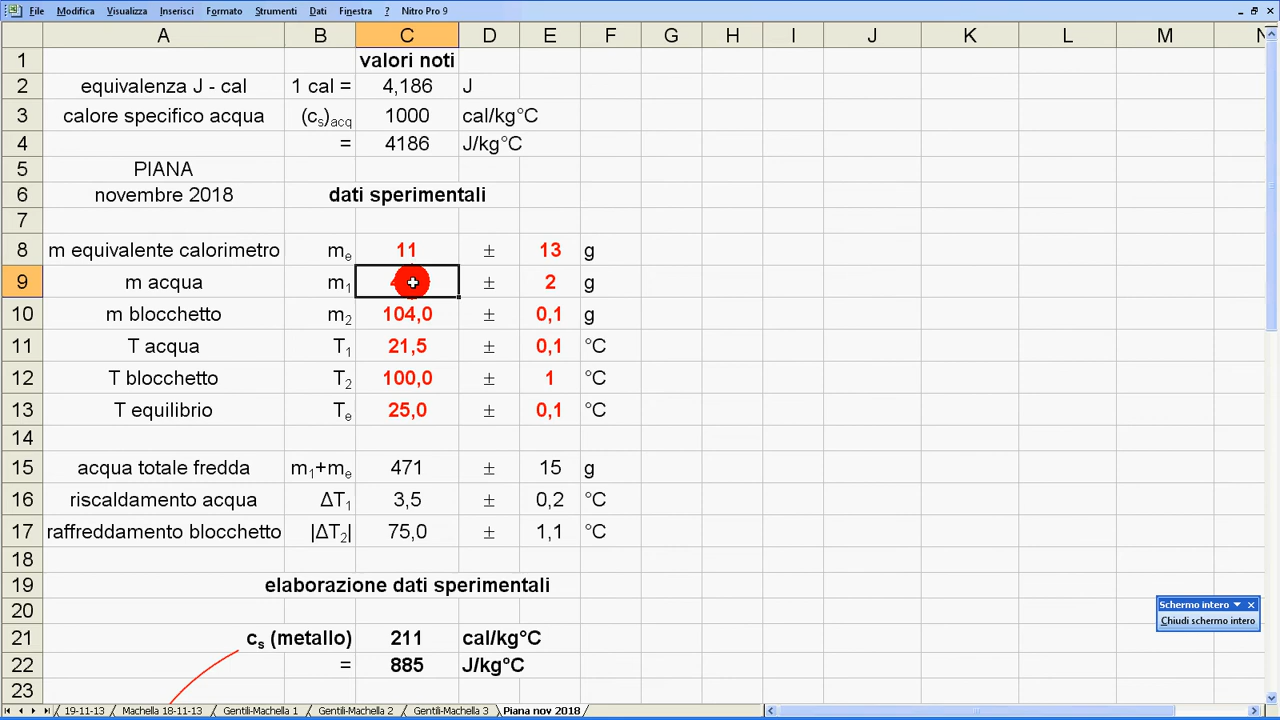 File Modifica Visualizza Inserisci Formato Strumenti Dati Finestra ? Nitro Pro 9
A B C D E F G H I J K L M N
1 valori noti
2 equivalenza J - cal 1 cal = 4,186 J
3 calore specifico acqua (cs)acq 1000 cal/kg°C
4 = 4186 J/kg°C
5 PIANA
6 novembre 2018 dati sperimentali
7
8 m equivalente calorimetro me 11 ± 13 g
9 m acqua m1 ± 2 g
10 m blocchetto m2 104,0 ± 0,1 g
11 T acqua T1 21,5 ± 0,1 °C
12 T blocchetto T2 100,0 ± 1 °C
13 T equilibrio Te 25,0 ± 0,1 °C
14
15 acqua totale fredda m1+me 471 ± 15 g
16 riscaldamento acqua ΔT1 3,5 ± 0,2 °C
17 raffreddamento blocchetto |ΔT2| 75,0 ± 1,1 °C
18
19 elaborazione dati sperimentali
20
Schermo intero
Chiudi schermo intero
21 cs (metallo) 211 cal/kg°C
22 = 885 J/kg°C
23
19-11-13 Machella 18-11-13 Gentili-Machella 1 Gentili-Machella 2 Gentili-Machella 3 Piana nov 2018